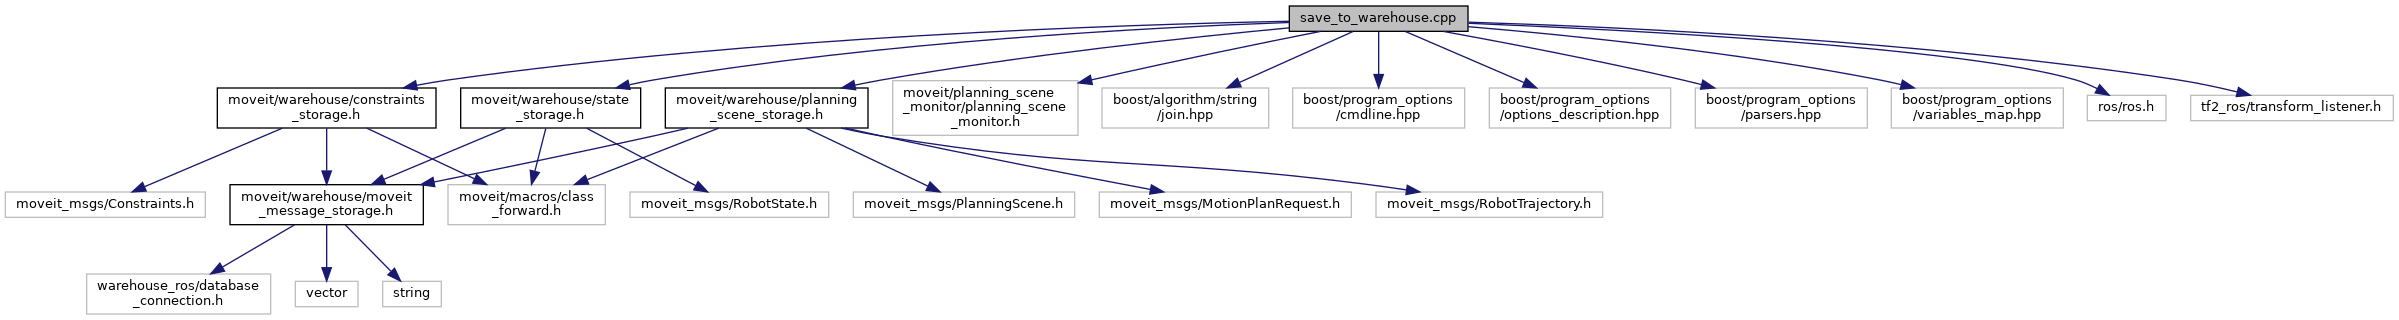 save_to_warehouse.cpp
moveit/warehouse/constraints
_storage.h
moveit/warehouse/state
_storage.h
moveit/warehouse/planning
_scene_storage.h
moveit/planning_scene
_monitor/planning_scene
_monitor.h
boost/algorithm/string
/join.hpp
boost/program_options
/cmdline.hpp
boost/program_options
/options_description.hpp
boost/program_options
/parsers.hpp
boost/program_options
/variables_map.hpp
ros/ros.h
tf2_ros/transform_listener.h
moveit_msgs/Constraints.h
moveit/warehouse/moveit
_message_storage.h
moveit/macros/class
_forward.h
moveit_msgs/RobotState.h
moveit_msgs/PlanningScene.h
moveit_msgs/MotionPlanRequest.h
moveit_msgs/RobotTrajectory.h
warehouse_ros/database
_connection.h
vector
string